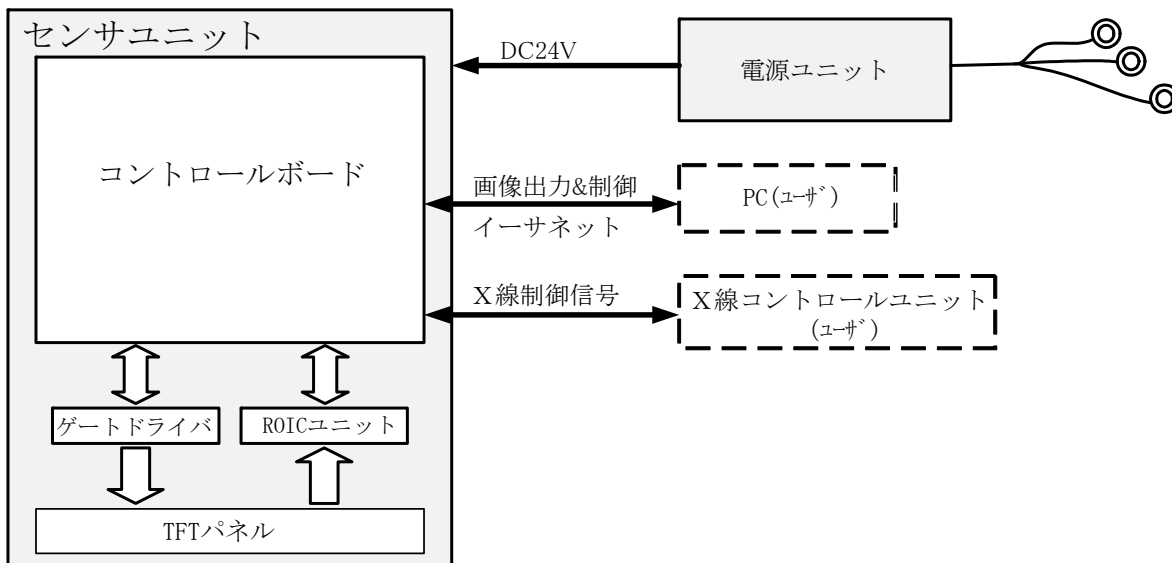 センサユニット
コントロールボード
DC24V
電源ユニット
画像出力&制御
イーサネット
PC(ﾕｰｻﾞ)
X線制御信号
X線コントロールユニット
(ﾕｰｻﾞ)
ゲートドライバ
ROICユニット
TFTパネル